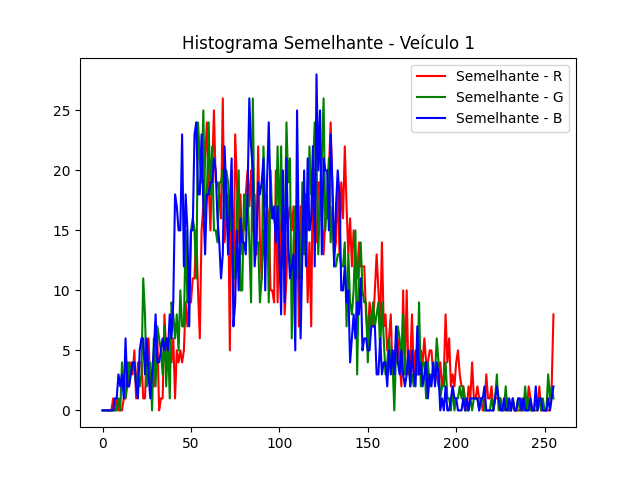 Histograma Semelhante - Veículo 1
Semelhante - R
Semelhante - G
Semelhante - B
25
20
15
10
5
0
0 50 100 150 200 250